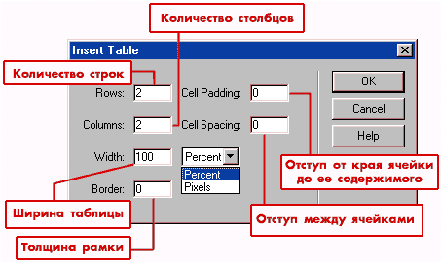 Количество столбцов
Insert Table
Количество строк
Rows:
2
Cell Padding:
0
OK
Columns:
2
Cell Spacing:
0
Cancel
Help
Width:
100
Percent
Percent
Pixels
Border:
0
Отступ от края ячейки
до ее содержимого
Ширина таблицы
Отступ между ячейками
Толщина рамки